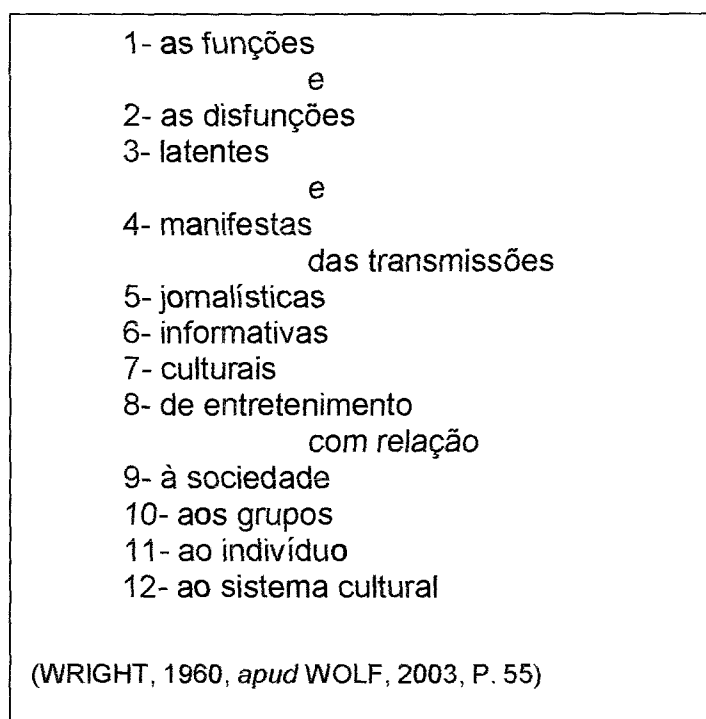 1- as funções
e
2- as disfunções
3- latentes
e
4- manifestas
das transmissões
5- jornalísticas
6- informativas
7- culturais
8- de entretenimento
com relação
9- à sociedade
10- aos grupos
11- ao indivíduo
12- ao sistema cultural
(WRIGHT, 1960, apud WOLF, 2003, P. 55)